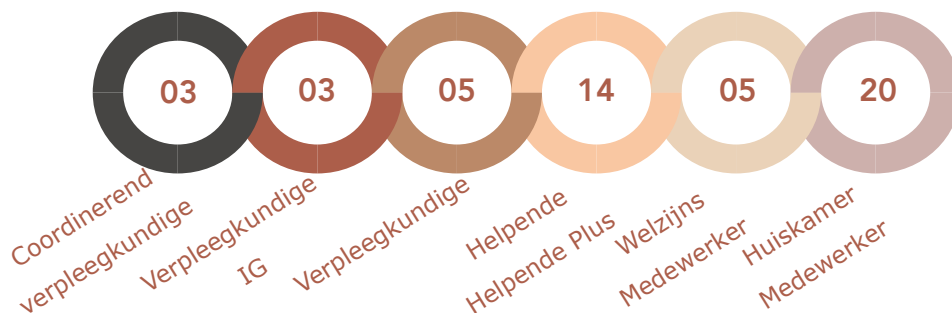 03
03
05
14
05
20
Coordinerend
verpleegkundige
Verpleegkundige
IG
Verpleegkundige
Helpende
Helpende Plus
Welzijns
Medewerker
Huiskamer
Medewerker